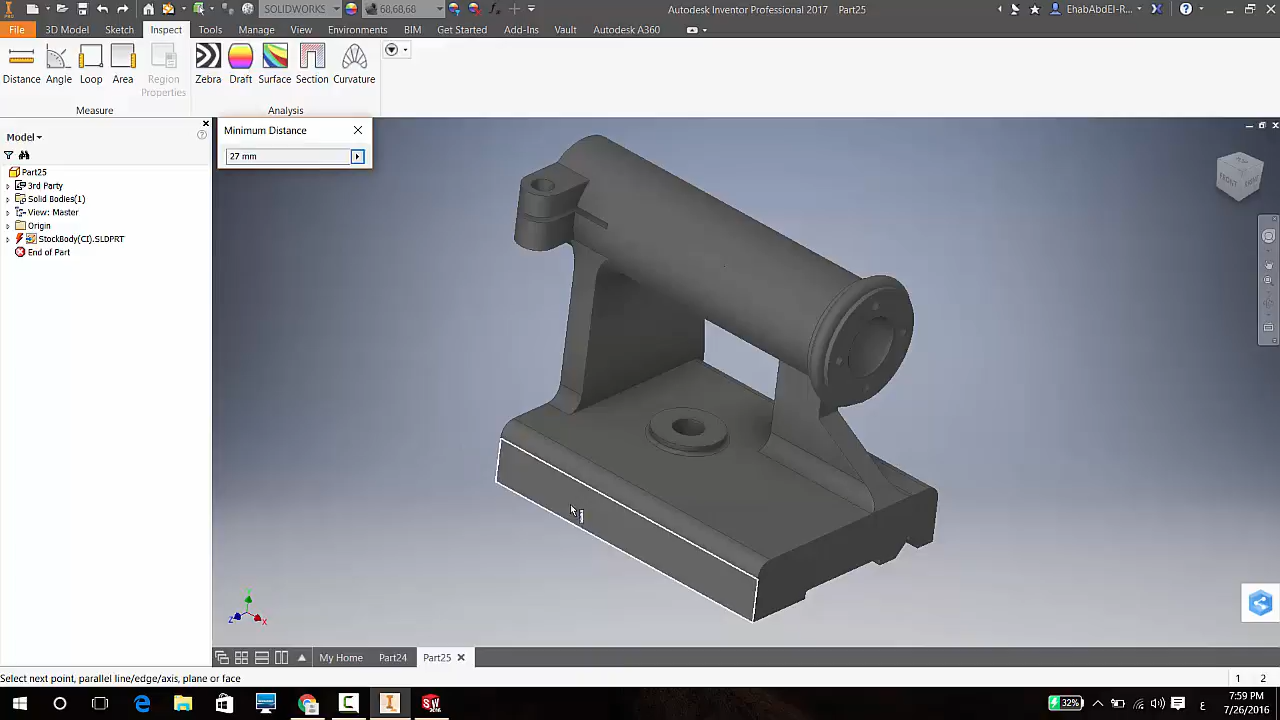 SOLIDWORKS
68,68,68
Autodesk Inventor Professional 2017 Part25
EhabAbdEl-R...
File 3D Model Sketch Inspect Tools Manage View Environments BIM Get Started Add-Ins Vault Autodesk A360
Distance Angle Loop Area Region Properties Zebra Draft Surface Section Curvature
Measure Analysis
Model
Minimum Distance
27 mm
Part25
3rd Party
Solid Bodies(1)
View: Master
Origin
StockBody(CI).SLDPRT
End of Part
FRONT
Y
Z
X
My Home Part24 Part25
Select next point, parallel line/edge/axis, plane or face
1 2
32%
ع
7:59 PM
7/26/2016